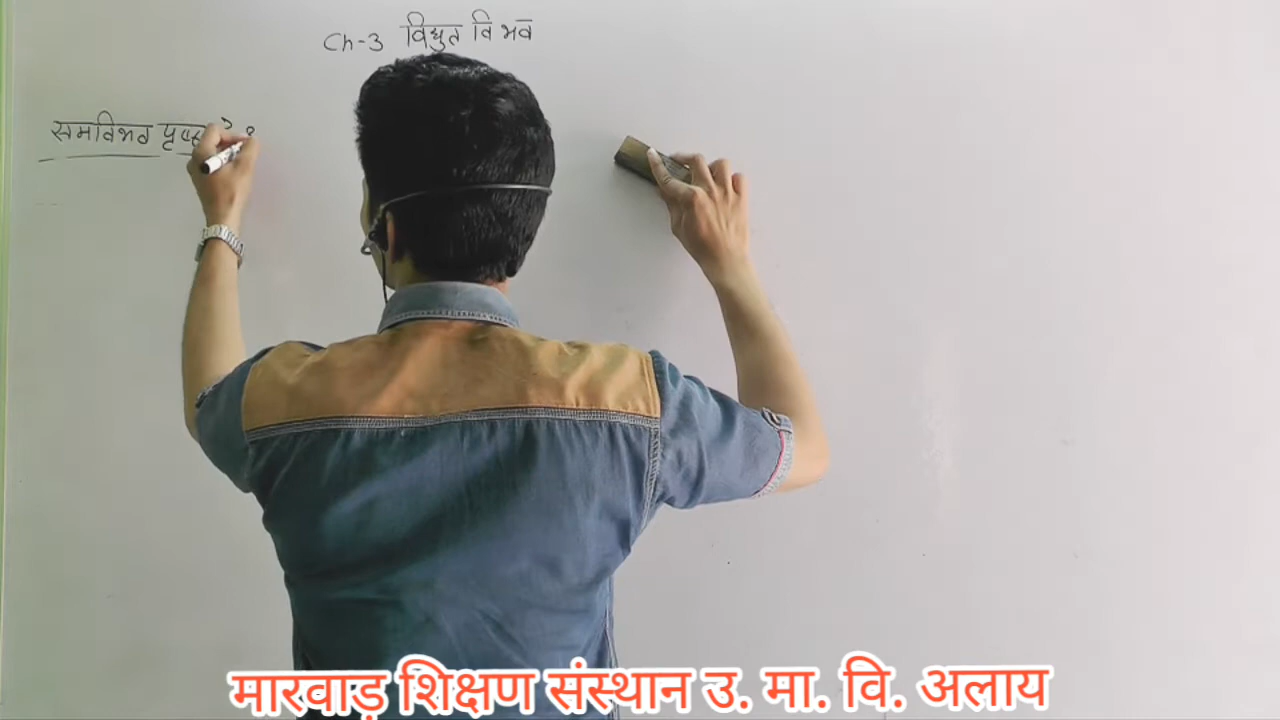 Ch-3 विद्युत विभव
समविभव
मारवाड़ शिक्षण संस्थान उ. मा. वि. अलाय